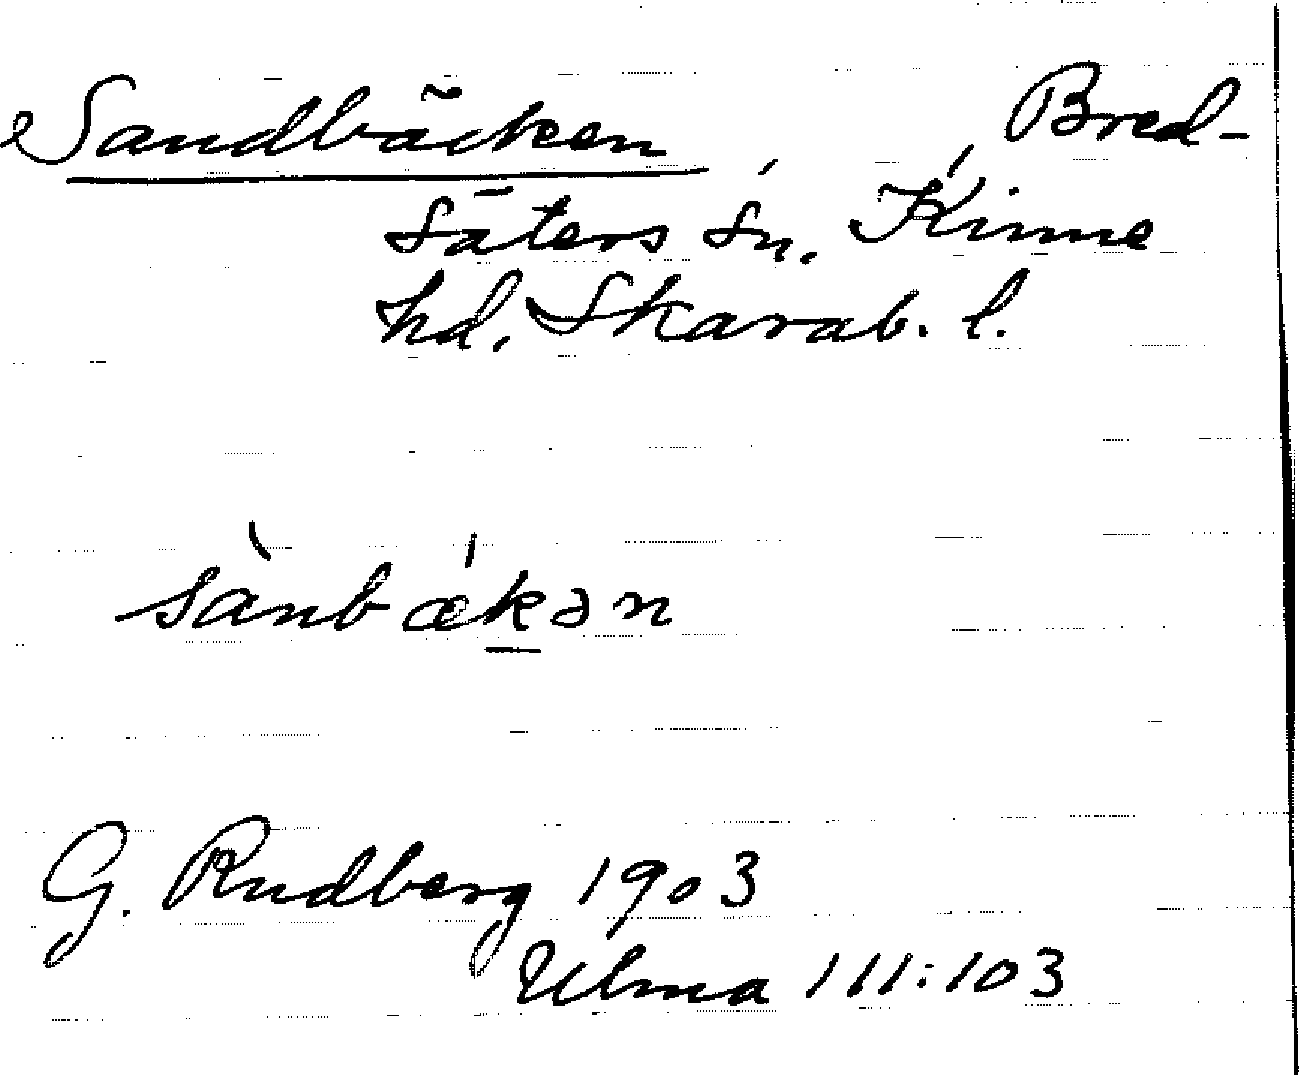 Sandbäcken, Bred-
säters sn. Kinne
hd. Skarab. l.
sànbǽkən
G. Rudberg 1903
Ulma 111:103